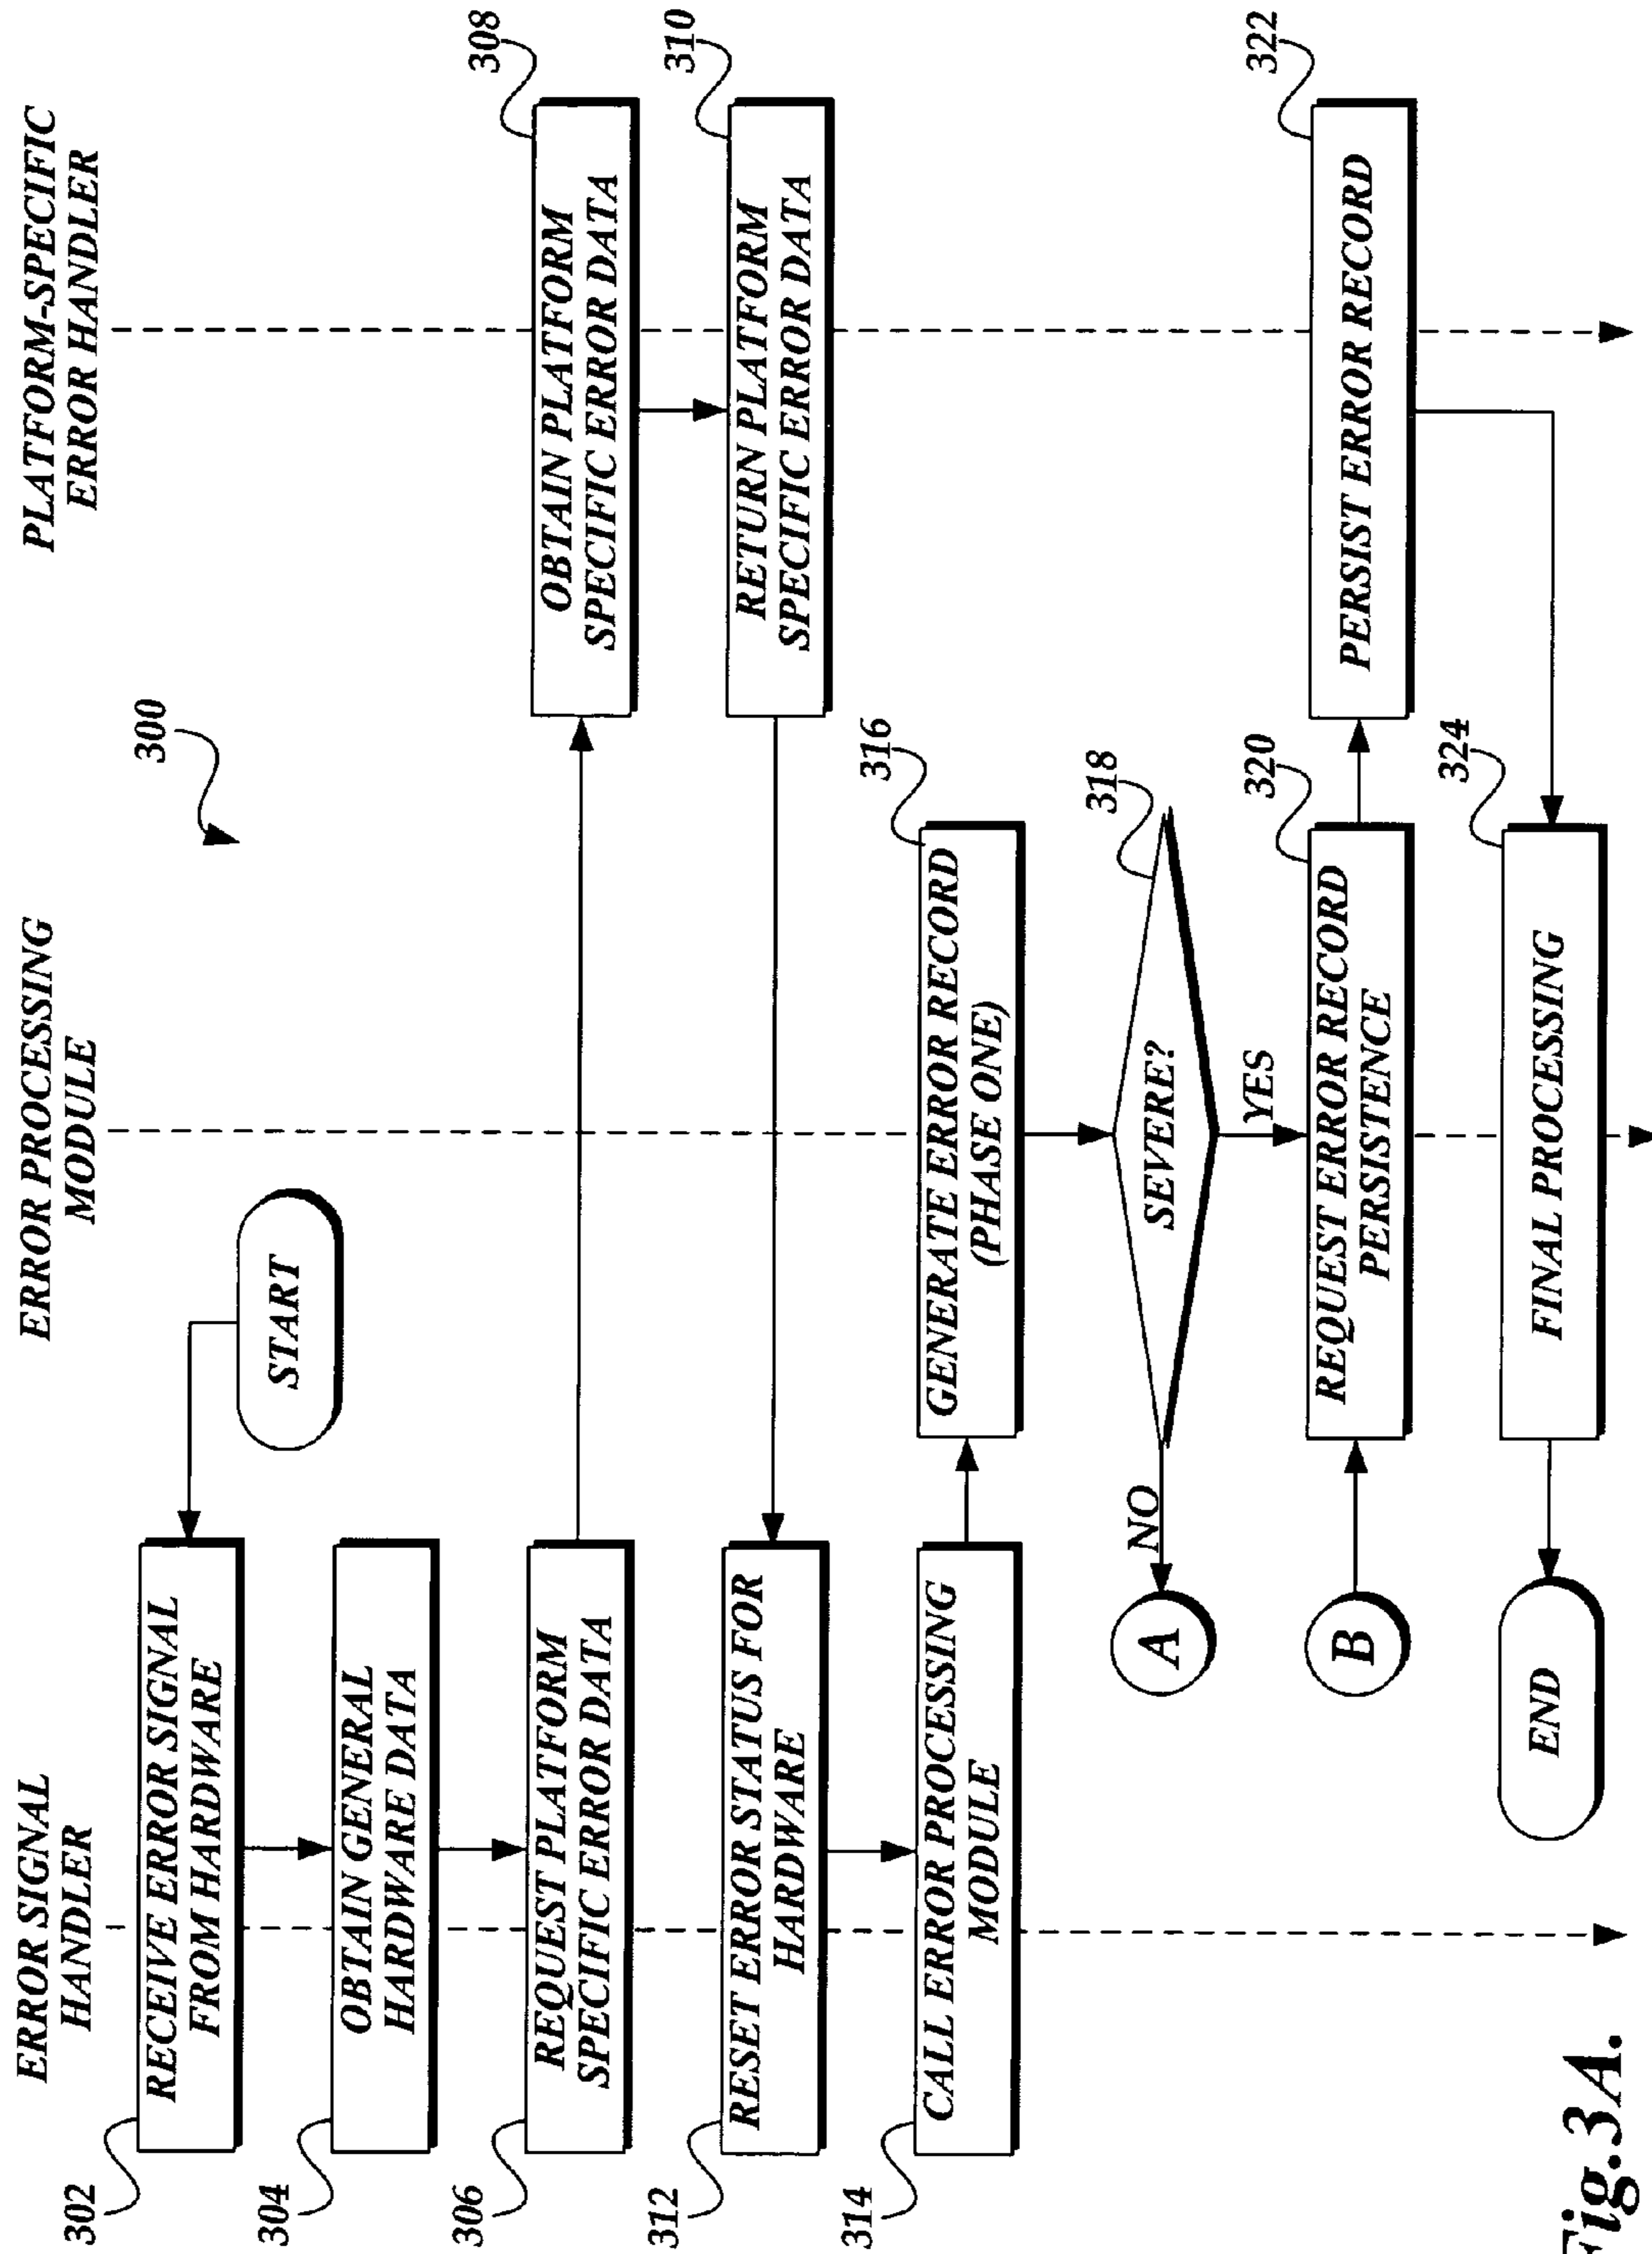 ERROR SIGNAL
HANDLER
ERROR PROCESSING
MODULE
PLATFORM-SPECIFIC
ERROR HANDLER
300
START
302
RECEIVE ERROR SIGNAL
FROM HARDWARE
304
OBTAIN GENERAL
HARDWARE DATA
306
REQUEST PLATFORM
SPECIFIC ERROR DATA
308
OBTAIN PLATFORM
SPECIFIC ERROR DATA
310
RETURN PLATFORM
SPECIFIC ERROR DATA
312
RESET ERROR STATUS FOR
HARDWARE
314
CALL ERROR PROCESSING
MODULE
316
GENERATE ERROR RECORD
(PHASE ONE)
318
SEVERE?
NO
A
YES
B
320
REQUEST ERROR RECORD
PERSISTENCE
322
PERSIST ERROR RECORD
324
FINAL PROCESSING
END
Fig.3A.